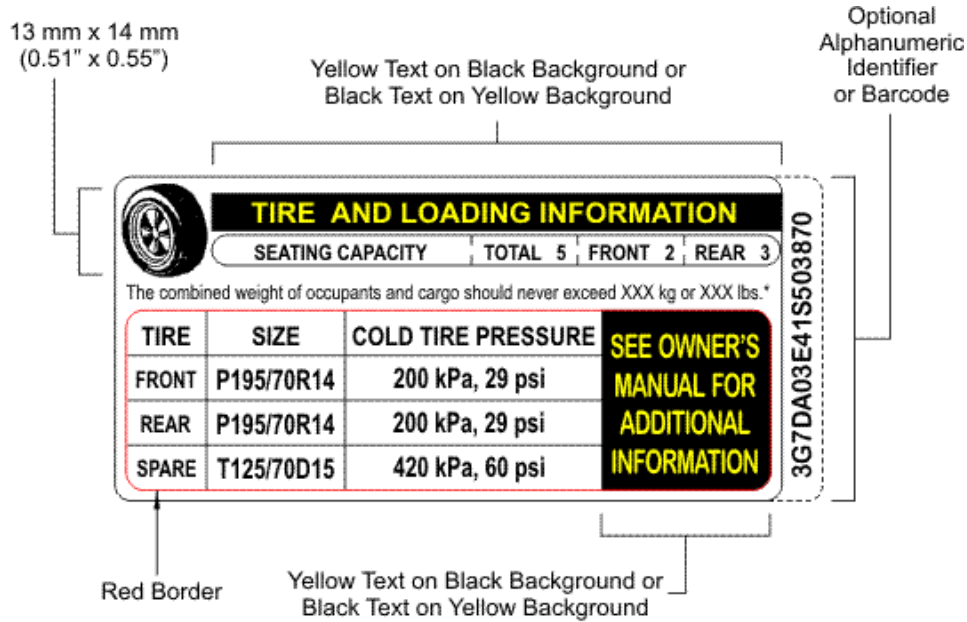 13 mm x 14 mm
(0.51" x 0.55")
Yellow Text on Black Background or
Black Text on Yellow Background
Optional
Alphanumeric
Identifier
or Barcode
TIRE AND LOADING INFORMATION
SEATING CAPACITY TOTAL 5 FRONT 2 REAR 3
The combined weight of occupants and cargo should never exceed XXX kg or XXX lbs.*
TIRE SIZE COLD TIRE PRESSURE
FRONT P195/70R14 200 kPa, 29 psi
REAR P195/70R14 200 kPa, 29 psi
SPARE T125/70D15 420 kPa, 60 psi
SEE OWNER'S
MANUAL FOR
ADDITIONAL
INFORMATION
3G7DA03E41S503870
Red Border
Yellow Text on Black Background or
Black Text on Yellow Background